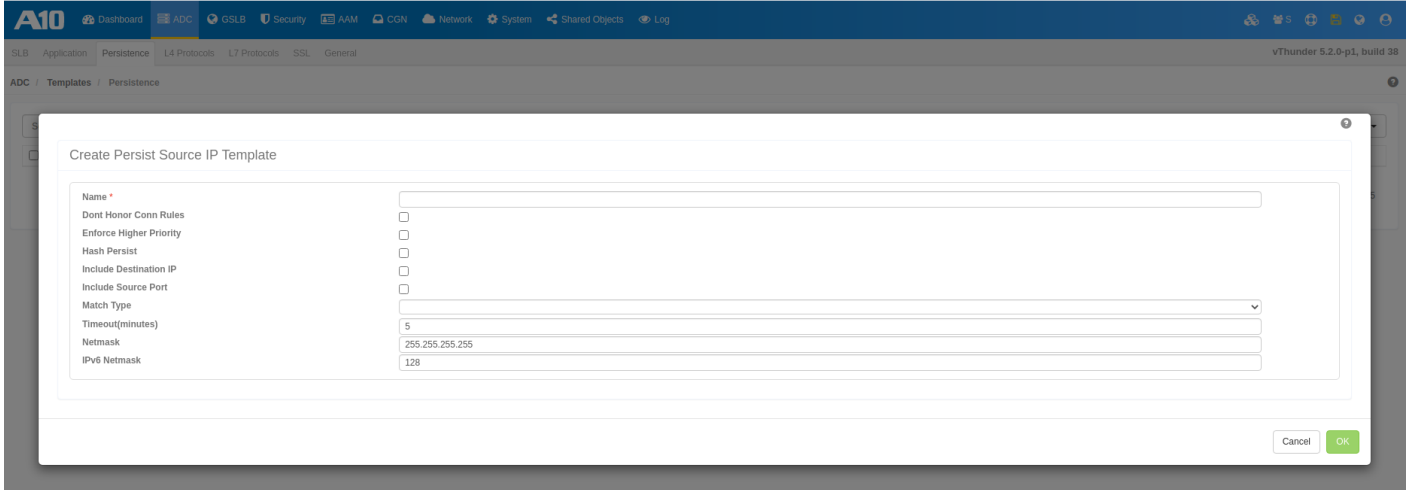 A10 Dashboard ADC GSLB Security AAM CGN Network System Shared Objects Log S
SLB Application Persistence L4 Protocols L7 Protocols SSL General vThunder 5.2.0-p1, build 38
ADC / Templates / Persistence
Create Persist Source IP Template
Name *
Dont Honor Conn Rules
Enforce Higher Priority
Hash Persist
Include Destination IP
Include Source Port
Match Type
Timeout(minutes) 5
Netmask 255.255.255.255
IPv6 Netmask 128
Cancel OK